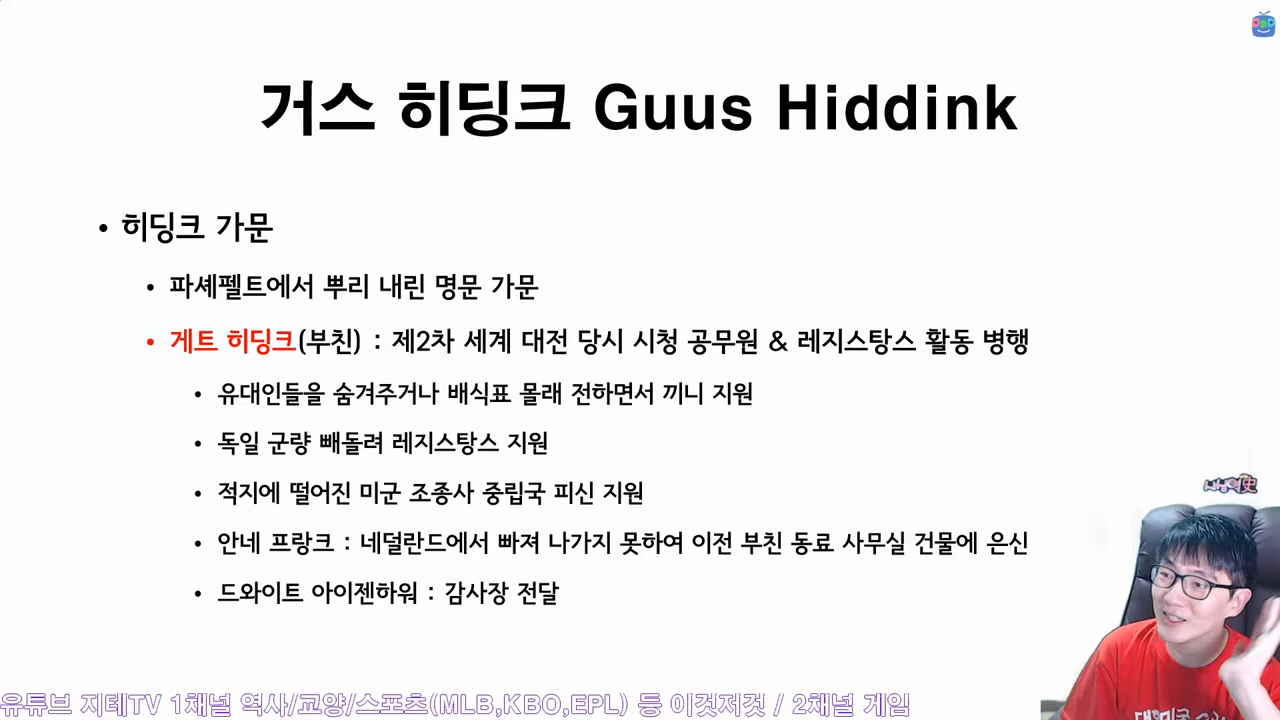 거스 히딩크 Guus Hiddink
• 히딩크 가문
• 파셰펠트에서 뿌리 내린 명문 가문
• 게트 히딩크(부친) : 제2차 세계 대전 당시 시청 공무원 & 레지스탕스 활동 병행
• 유대인들을 숨겨주거나 배식표 몰래 전하면서 끼니 지원
• 독일 군량 빼돌려 레지스탕스 지원
• 적지에 떨어진 미군 조종사 중립국 피신 지원
• 안네 프랑크 : 네덜란드에서 빠져 나가지 못하여 이전 부친 동료 사무실 건물에 은신
• 드와이트 아이젠하워 : 감사장 전달
유튜브 지테TV 1채널 역사/교양/스포츠(MLB,KBO,EPL) 등 이것저것 / 2채널 게임